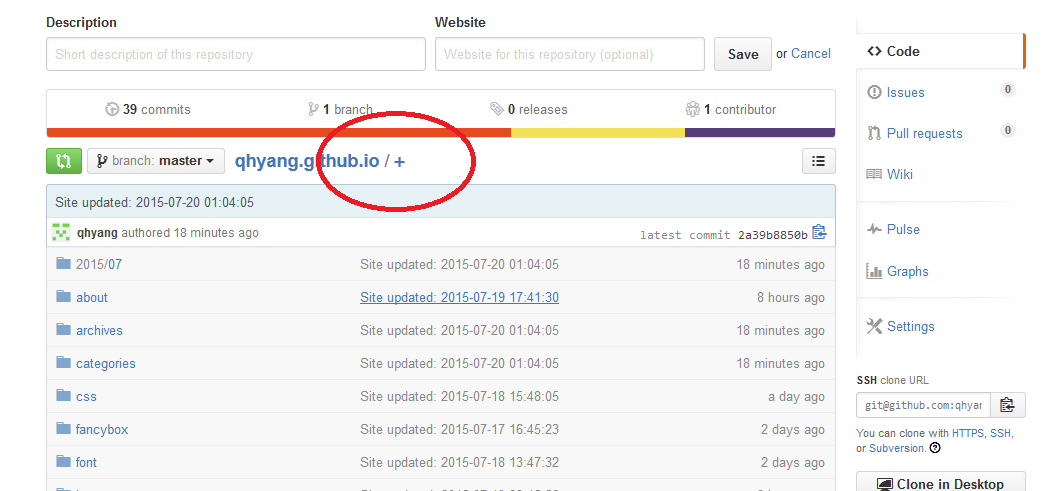 Description Website
Short description of this repository Website for this repository (optional) Save or Cancel
39 commits 1 branch 0 releases 1 contributor
branch: master qhyang.github.io / +
Site updated: 2015-07-20 01:04:05
qhyang authored 18 minutes ago latest commit 2a39b8850b
2015/07 Site updated: 2015-07-20 01:04:05 18 minutes ago
about Site updated: 2015-07-19 17:41:30 8 hours ago
archives Site updated: 2015-07-20 01:04:05 18 minutes ago
categories Site updated: 2015-07-20 01:04:05 18 minutes ago
css Site updated: 2015-07-18 15:48:05 a day ago
fancybox Site updated: 2015-07-17 16:45:23 2 days ago
font Site updated: 2015-07-18 13:47:32 2 days ago
Code
Issues 0
Pull requests 0
Wiki
Pulse
Graphs
Settings
SSH clone URL
git@github.com:qhyar
You can clone with HTTPS, SSH,
or Subversion.
Clone in Desktop